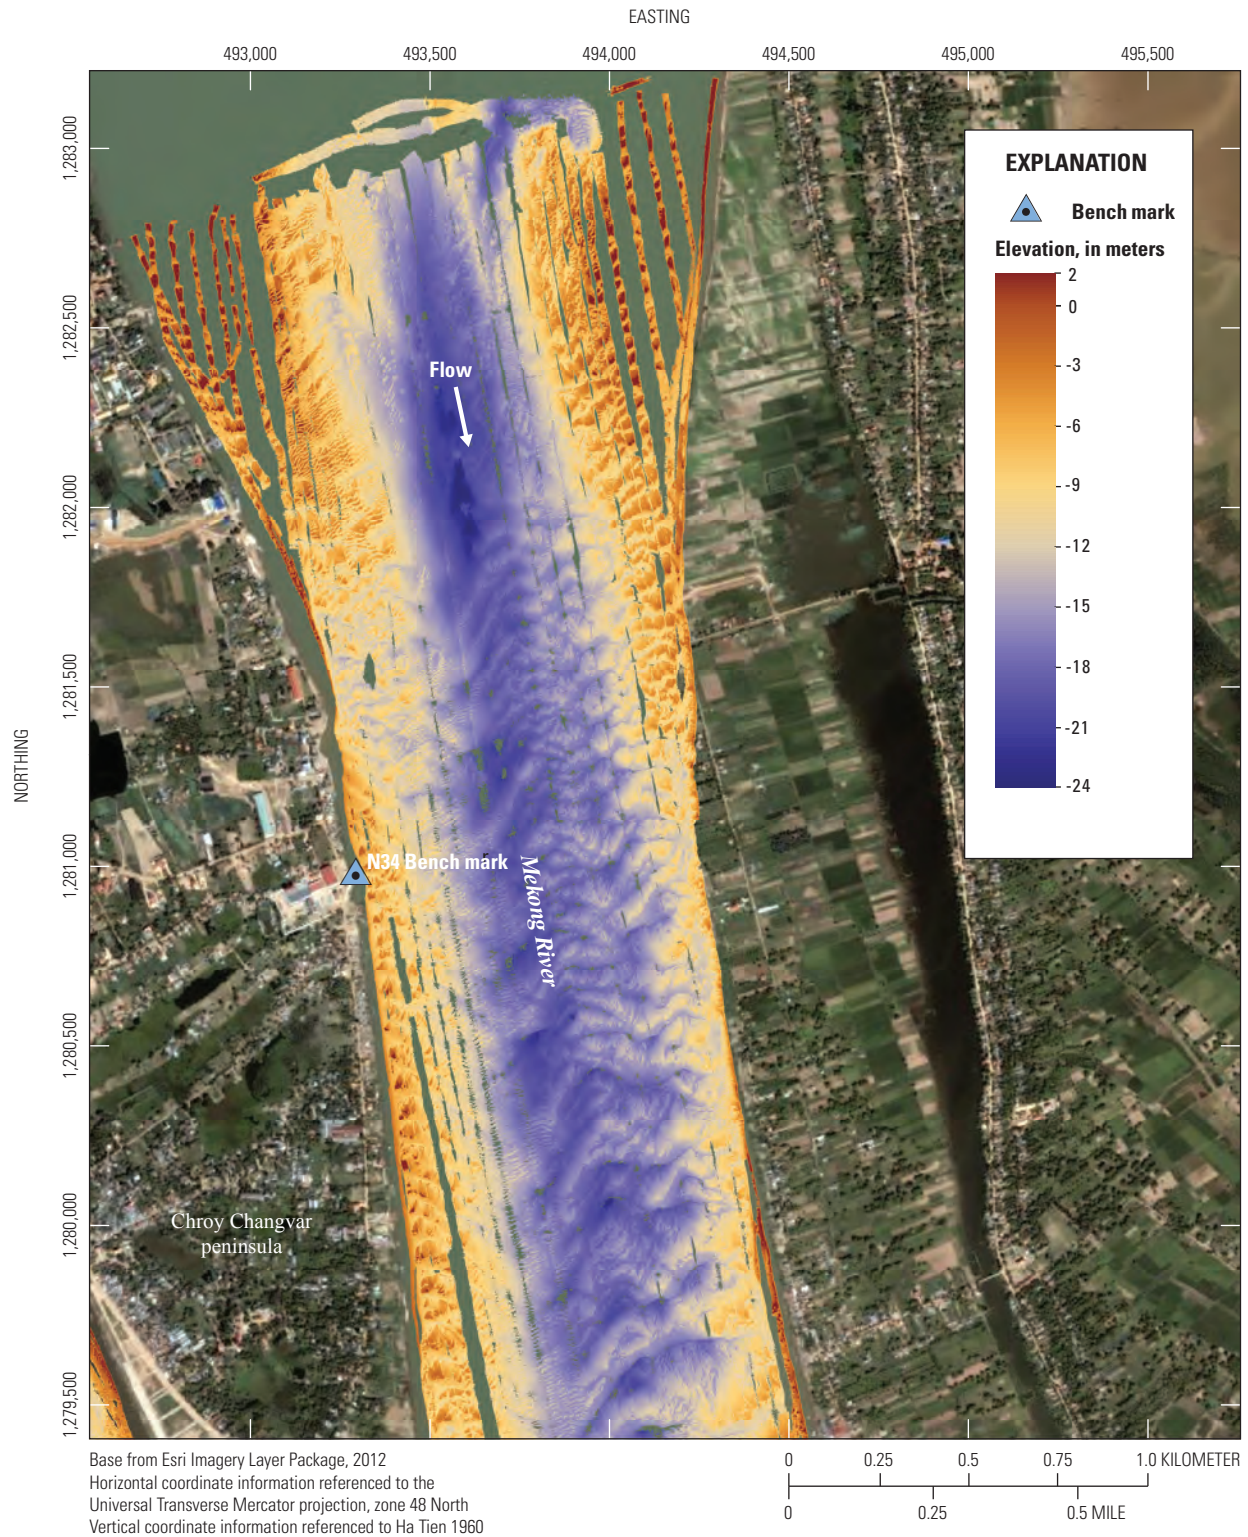 EASTING
493,000 493,500 494,000 494,500 495,000 495,500
NORTHING
1,283,000
1,282,500
1,282,000
1,281,500
1,281,000
1,280,500
1,280,000
1,279,500
EXPLANATION
Bench mark
Elevation, in meters
2
0
-3
-6
-9
-12
-15
-18
-21
-24
Flow
N34 Bench mark
Mekong River
Chroy Changvar
peninsula
Base from Esri Imagery Layer Package, 2012
Horizontal coordinate information referenced to the
Universal Transverse Mercator projection, zone 48 North
Vertical coordinate information referenced to Ha Tien 1960
0 0.25 0.5 0.75 1.0 KILOMETER
0 0.25 0.5 MILE